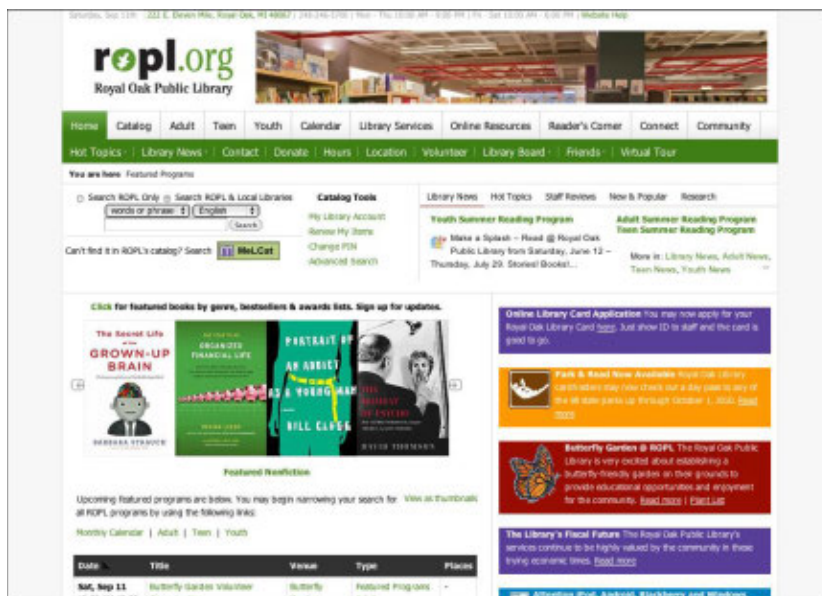 Saturday, Sep 11th 222 E. Eleven Mile, Royal Oak, MI 48067 | 248-246-3700 | Mon - Thu 10:00 AM - 8:00 PM | Fri - Sat 10:00 AM - 6:00 PM | Website Help
ropl.org
Royal Oak Public Library
Home Catalog Adult Teen Youth Calendar Library Services Online Resources Reader's Corner Connect Community
Hot Topics Library News Contact Donate Hours Location Volunteer Library Board Friends Virtual Tour
You are here Featured Programs
Search ROPL Only Search ROPL & Local Libraries
words or phrase English
Search
Can't find it in ROPL's catalog? Search MeLCat
Catalog Tools
My Library Account
Renew My Items
Change PIN
Advanced Search
Library News Hot Topics Staff Reviews New & Popular Research
Youth Summer Reading Program
Make a Splash – Read @ Royal Oak
Public Library from Saturday, June 12 –
Thursday, July 29. Stories! Books!...
Adult Summer Reading Program
Teen Summer Reading Program
More in: Library News, Adult News,
Teen News, Youth News
Click for featured books by genre, bestsellers & awards lists. Sign up for updates.
The Secret Life
of the
GROWN-UP
BRAIN
BARBARA STRAUCH
ORGANIZED
FINANCIAL LIFE
PORTRAIT OF
AN ADDICT
AS A YOUNG MAN
BILL CLEGG
THE
MOMENT
OF PSYCHO
DAVID THOMSON
Featured Nonfiction
Upcoming featured programs are below. You may begin narrowing your search for
all ROPL programs by using the following links:
View as thumbnails
Monthly Calendar | Adult | Teen | Youth
Date Title Venue Type Places
Sat, Sep 11 Butterfly Garden Volunteer Butterfly Featured Programs -
Online Library Card Application You may now apply for your
Royal Oak Library Card here. Just show ID to staff and the card is
good to go.
Park & Read Now Available Royal Oak Library
cardholders may now check out a day pass to any of
the 98 state parks up through October 1, 2010. Read
more
Butterfly Garden @ ROPL The Royal Oak Public
Library is very excited about establishing a
butterfly-friendly garden on their grounds to
provide educational opportunities and enjoyment
for the community. Read more | Plant List
The Library's Fiscal Future The Royal Oak Public Library's
services continue to be highly valued by the community in these
trying economic times. Read more
Attention iPod, Android, Blackberry and Windows